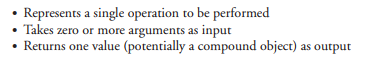 • Represents a single operation to be performed
• Takes zero or more arguments as input
• Returns one value (potentially a compound object) as output